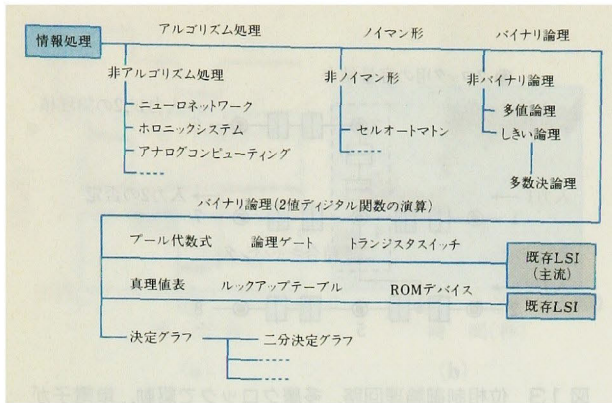 情報処理
アルゴリズム処理
ノイマン形
バイナリ論理
非アルゴリズム処理
ニューロネットワーク
ホロニックシステム
アナログコンピューティング
非ノイマン形
セルオートマトン
非バイナリ論理
多値論理
しきい論理
多数決論理
バイナリ論理(2値ディジタル関数の演算)
ブール代数式
論理ゲート
トランジスタスイッチ
既存LSI
(主流)
真理値表
ルックアップテーブル
ROMデバイス
既存LSI
決定グラフ
二分決定グラフ